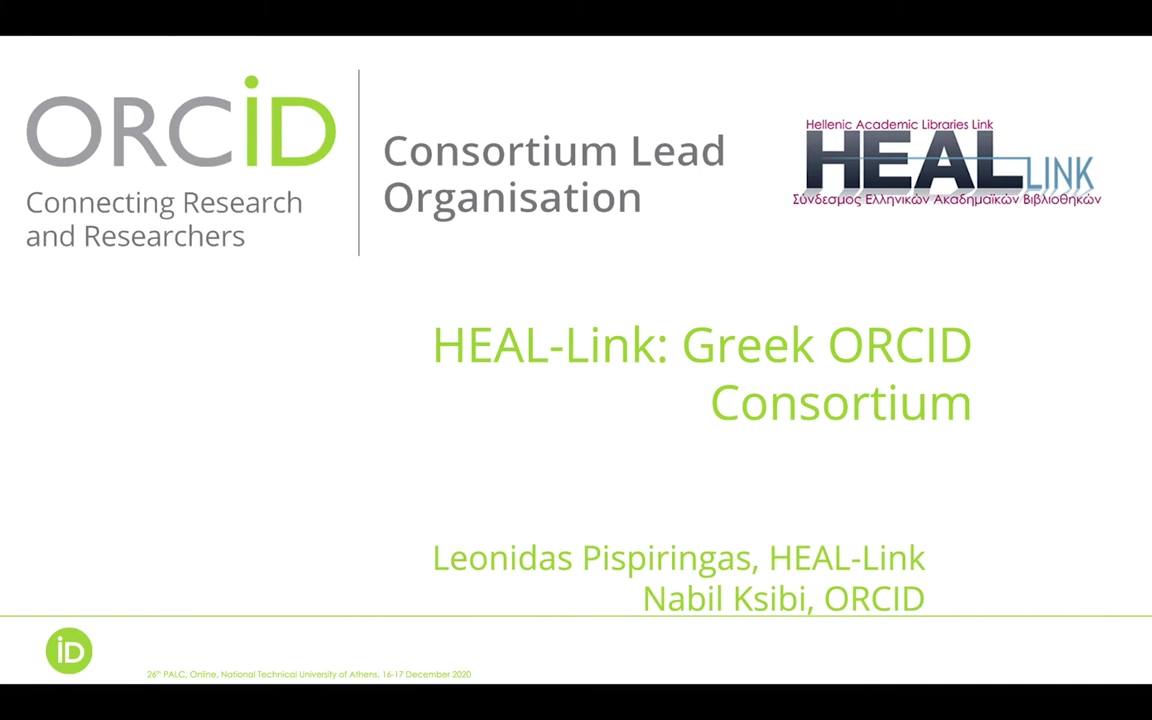 ORCiD
Connecting Research
and Researchers
Consortium Lead
Organisation
Hellenic Academic Libraries Link
HEAL LINK
Σύνδεσμος Ελληνικών Ακαδημαϊκών Βιβλιοθηκών
HEAL-Link: Greek ORCID
Consortium
Leonidas Pispiringas, HEAL-Link
Nabil Ksibi, ORCID
iD
26th PALC, Online, National Technical University of Athens, 16-17 December 2020